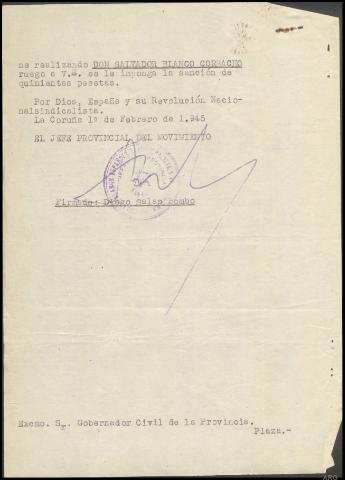 ne realizando DON SALVADOR BLANCO CORBACHO
ruego a V.E. se le imponga la sanción de
quinientas pesetas.
Por Dios, España y su Revolución Nacio-
nalsindicalista.
La Coruña 1º de Febrero de 1.945
EL JEFE PROVINCIAL DEL MOVIMIENTO
Firmado: Diego Salas Pombo
Excmo. Sr. Gobernador Civil de la Provincia.
Plaza.-
ARG